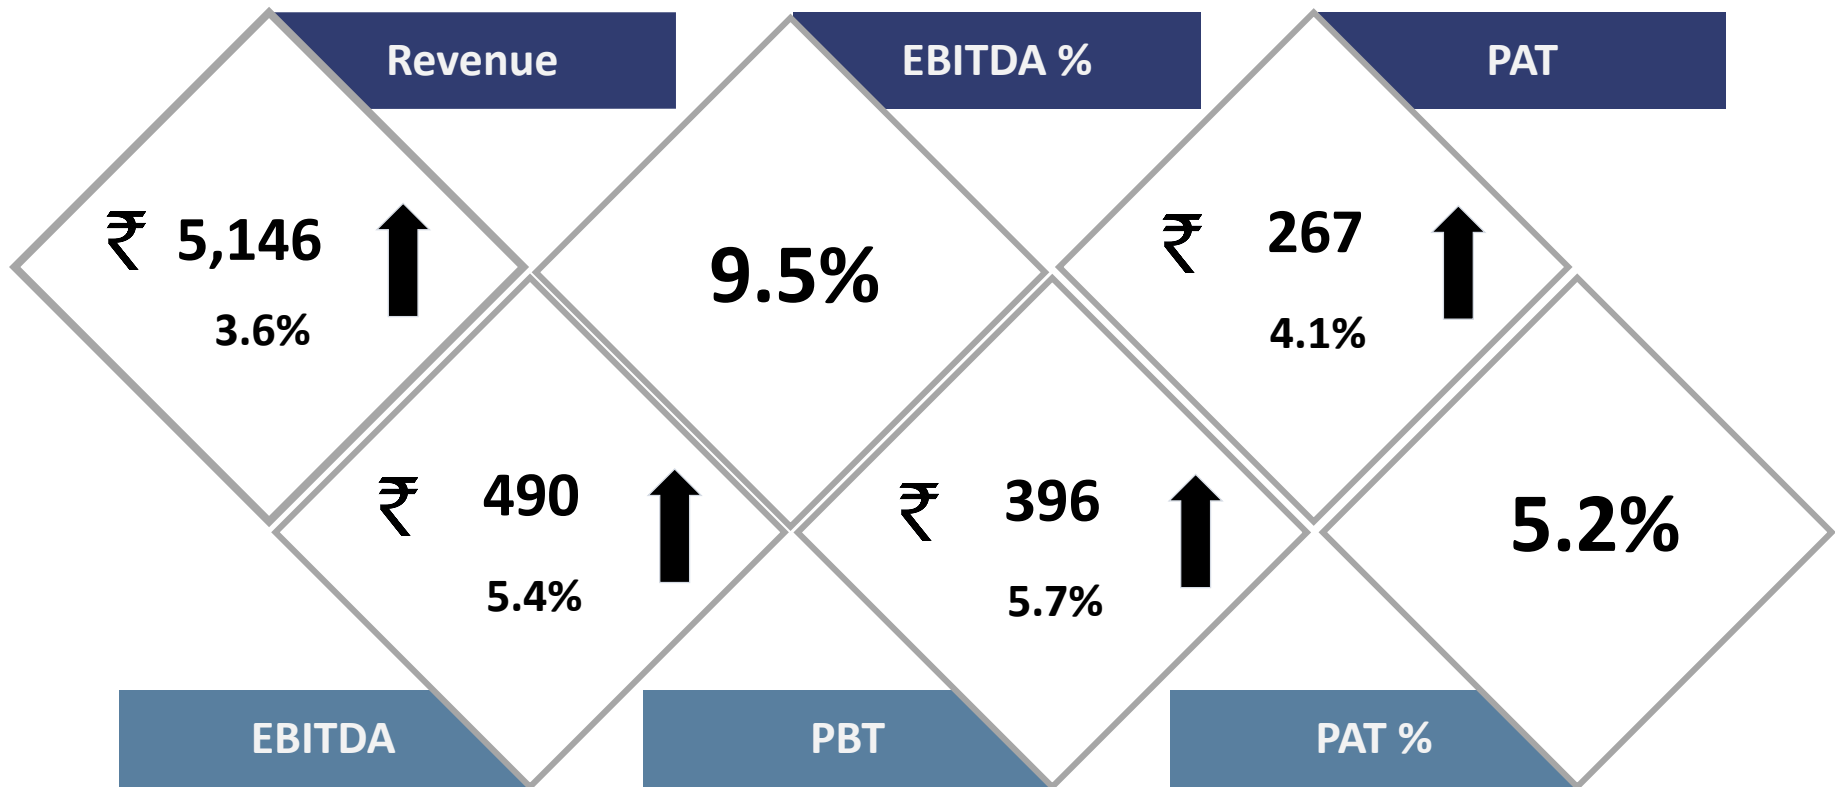 Revenue
₹ 5,146
3.6%
EBITDA %
9.5%
PAT
₹ 267
4.1%
₹ 490
5.4%
EBITDA
₹ 396
5.7%
PBT
5.2%
PAT %